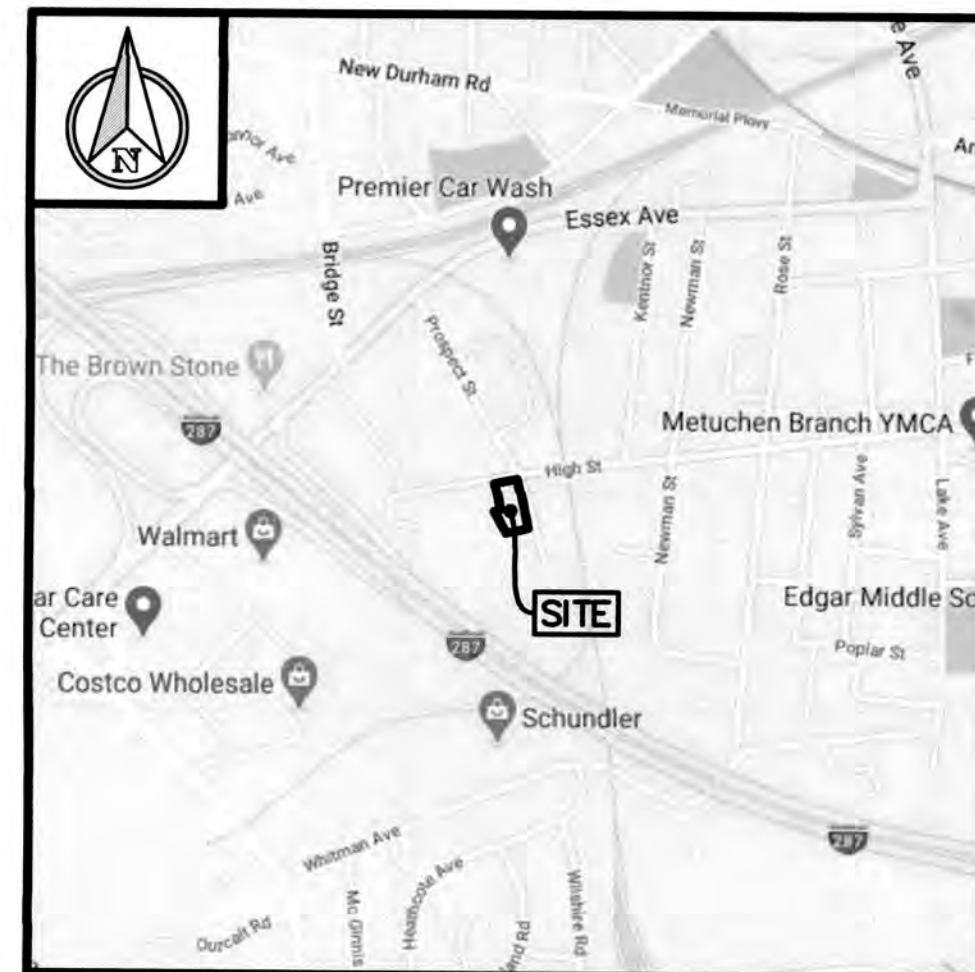 N
New Durham Rd
Memorial Pkwy
e Ave
Ave
Ave
Premier Car Wash
Essex Ave
Bridge St
Kentnor St
Newman St
Rose St
Prospect St
The Brown Stone
287
Metuchen Branch YMCA
High St
Walmart
Newman St
Sylvan Ave
Lake Ave
SITE
ar Care
Center
Edgar Middle Sc
287
Poplar St
Costco Wholesale
Schundler
287
Whitman Ave
Heathcote Ave
Mc Ginnis
Wilshire Rd
land Rd
Durcalt Rd